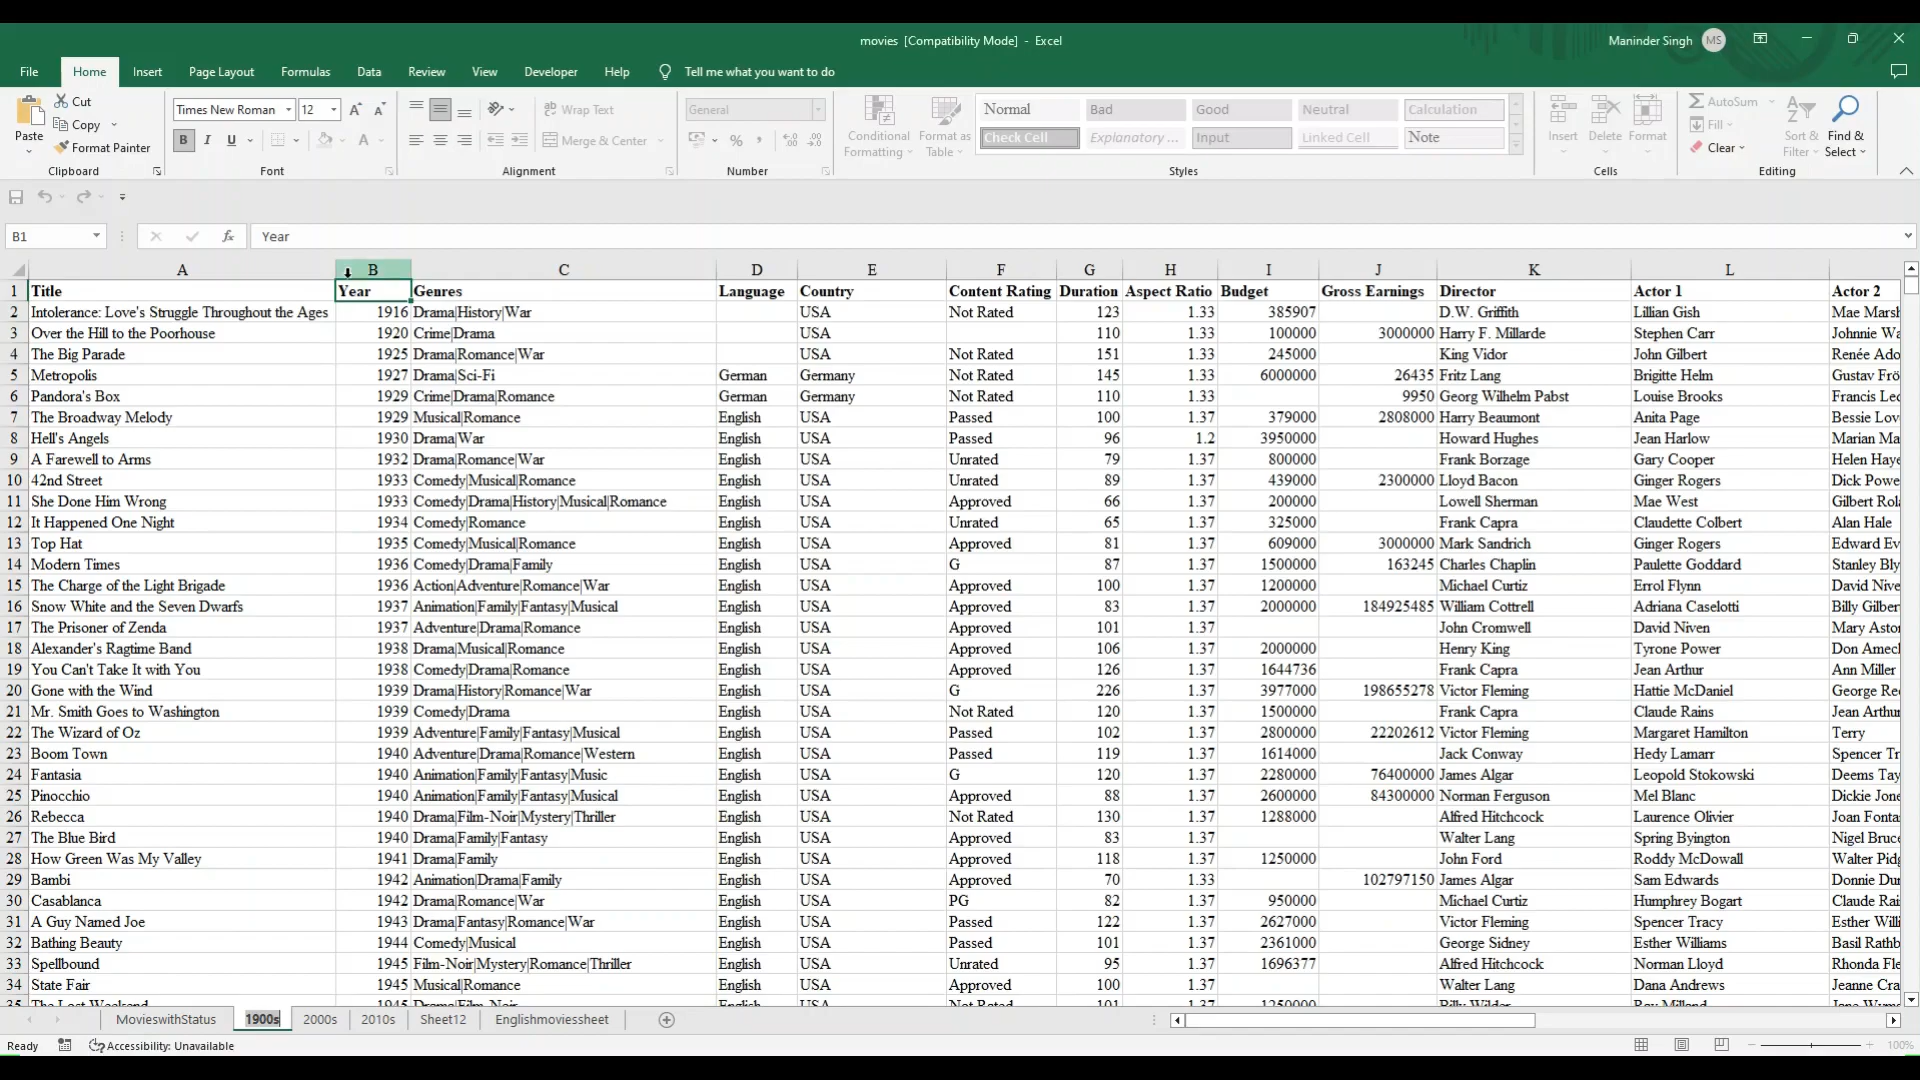 movies [Compatibility Mode] - Excel
Maninder Singh MS
File Home Insert Page Layout Formulas Data Review View Developer Help Tell me what you want to do
Paste
Cut
Copy
Format Painter
Clipboard
Times New Roman 12
B I U
Font
Wrap Text
Merge & Center
Alignment
General
Number
Conditional Formatting
Format as Table
Normal Bad Good Neutral Calculation
Check Cell Explanatory ... Input Linked Cell Note
Styles
Insert Delete Format
Cells
AutoSum
Fill
Clear
Sort & Filter
Find & Select
Editing
B1 fx Year
A B C D E F G H I J K L
1 Title Year Genres Language Country Content Rating Duration Aspect Ratio Budget Gross Earnings Director Actor 1 Actor 2
2 Intolerance: Love's Struggle Throughout the Ages 1916 Drama|History|War USA Not Rated 123 1.33 385907 D.W. Griffith Lillian Gish Mae Marsh
3 Over the Hill to the Poorhouse 1920 Crime|Drama USA 110 1.33 100000 3000000 Harry F. Millarde Stephen Carr Johnnie Wa
4 The Big Parade 1925 Drama|Romance|War USA Not Rated 151 1.33 245000 King Vidor John Gilbert Renée Ado
5 Metropolis 1927 Drama|Sci-Fi German Germany Not Rated 145 1.33 6000000 26435 Fritz Lang Brigitte Helm Gustav Frö
6 Pandora's Box 1929 Crime|Drama|Romance German Germany Not Rated 110 1.33 9950 Georg Wilhelm Pabst Louise Brooks Francis Led
7 The Broadway Melody 1929 Musical|Romance English USA Passed 100 1.37 379000 2808000 Harry Beaumont Anita Page Bessie Lov
8 Hell's Angels 1930 Drama|War English USA Passed 96 1.2 3950000 Howard Hughes Jean Harlow Marian Ma
9 A Farewell to Arms 1932 Drama|Romance|War English USA Unrated 79 1.37 800000 Frank Borzage Gary Cooper Helen Haye
10 42nd Street 1933 Comedy|Musical|Romance English USA Unrated 89 1.37 439000 2300000 Lloyd Bacon Ginger Rogers Dick Powe
11 She Done Him Wrong 1933 Comedy|Drama|History|Musical|Romance English USA Approved 66 1.37 200000 Lowell Sherman Mae West Gilbert Rola
12 It Happened One Night 1934 Comedy|Romance English USA Unrated 65 1.37 325000 Frank Capra Claudette Colbert Alan Hale
13 Top Hat 1935 Comedy|Musical|Romance English USA Approved 81 1.37 609000 3000000 Mark Sandrich Ginger Rogers Edward Ev
14 Modern Times 1936 Comedy|Drama|Family English USA G 87 1.37 1500000 163245 Charles Chaplin Paulette Goddard Stanley Bly
15 The Charge of the Light Brigade 1936 Action|Adventure|Romance|War English USA Approved 100 1.37 1200000 Michael Curtiz Errol Flynn David Nive
16 Snow White and the Seven Dwarfs 1937 Animation|Family|Fantasy|Musical English USA Approved 83 1.37 2000000 184925485 William Cottrell Adriana Caselotti Billy Gilber
17 The Prisoner of Zenda 1937 Adventure|Drama|Romance English USA Approved 101 1.37 John Cromwell David Niven Mary Asto
18 Alexander's Ragtime Band 1938 Drama|Musical|Romance English USA Approved 106 1.37 2000000 Henry King Tyrone Power Don Amec
19 You Can't Take It with You 1938 Comedy|Drama|Romance English USA Approved 126 1.37 1644736 Frank Capra Jean Arthur Ann Miller
20 Gone with the Wind 1939 Drama|History|Romance|War English USA G 226 1.37 3977000 198655278 Victor Fleming Hattie McDaniel George Ree
21 Mr. Smith Goes to Washington 1939 Comedy|Drama English USA Not Rated 120 1.37 1500000 Frank Capra Claude Rains Jean Arthur
22 The Wizard of Oz 1939 Adventure|Family|Fantasy|Musical English USA Passed 102 1.37 2800000 22202612 Victor Fleming Margaret Hamilton Terry
23 Boom Town 1940 Adventure|Drama|Romance|Western English USA Passed 119 1.37 1614000 Jack Conway Hedy Lamarr Spencer Tr
24 Fantasia 1940 Animation|Family|Fantasy|Music English USA G 120 1.37 2280000 76400000 James Algar Leopold Stokowski Deems Tay
25 Pinocchio 1940 Animation|Family|Fantasy|Musical English USA Approved 88 1.37 2600000 84300000 Norman Ferguson Mel Blanc Dickie Jone
26 Rebecca 1940 Drama|Film-Noir|Mystery|Thriller English USA Not Rated 130 1.37 1288000 Alfred Hitchcock Laurence Olivier Joan Fonta
27 The Blue Bird 1940 Drama|Family|Fantasy English USA Approved 83 1.37 Walter Lang Spring Byington Nigel Bruce
28 How Green Was My Valley 1941 Drama|Family English USA Approved 118 1.37 1250000 John Ford Roddy McDowall Walter Pidg
29 Bambi 1942 Animation|Drama|Family English USA Approved 70 1.33 102797150 James Algar Sam Edwards Donnie Dun
30 Casablanca 1942 Drama|Romance|War English USA PG 82 1.37 950000 Michael Curtiz Humphrey Bogart Claude Rai
31 A Guy Named Joe 1943 Drama|Fantasy|Romance|War English USA Passed 122 1.37 2627000 Victor Fleming Spencer Tracy Esther Willi
32 Bathing Beauty 1944 Comedy|Musical English USA Passed 101 1.37 2361000 George Sidney Esther Williams Basil Rathb
33 Spellbound 1945 Film-Noir|Mystery|Romance|Thriller English USA Unrated 95 1.37 1696377 Alfred Hitchcock Norman Lloyd Rhonda Fle
34 State Fair 1945 Musical|Romance English USA Approved 100 1.37 Walter Lang Dana Andrews Jeanne Cra
35 The Lost Weekend 1945 Drama|Film-Noir English USA Not Rated 101 1.37 1250000 Billy Wilder Ray Milland Jane Wym
MovieswithStatus 1900s 2000s 2010s Sheet12 Englishmoviessheet
Ready Accessibility: Unavailable 100%